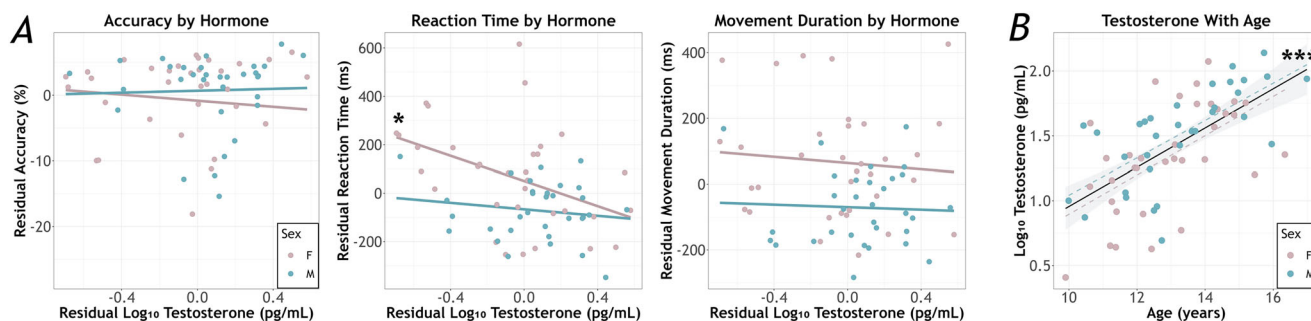 A
Accuracy by Hormone
Residual Accuracy (%)
0
-10
-20
-0.4
0.0
0.4
Residual Log₁₀ Testosterone (pg/mL)
Sex
F
M
Reaction Time by Hormone
Residual Reaction Time (ms)
600
400
200
0
-200
*
-0.4
0.0
0.4
Residual Log₁₀ Testosterone (pg/mL)
Movement Duration by Hormone
Residual Movement Duration (ms)
400
200
0
-200
-0.4
0.0
0.4
Residual Log₁₀ Testosterone (pg/mL)
B
Testosterone With Age
Log₁₀ Testosterone (pg/mL)
2.0
1.5
1.0
0.5
***
10
12
14
16
Age (years)
Sex
F
M